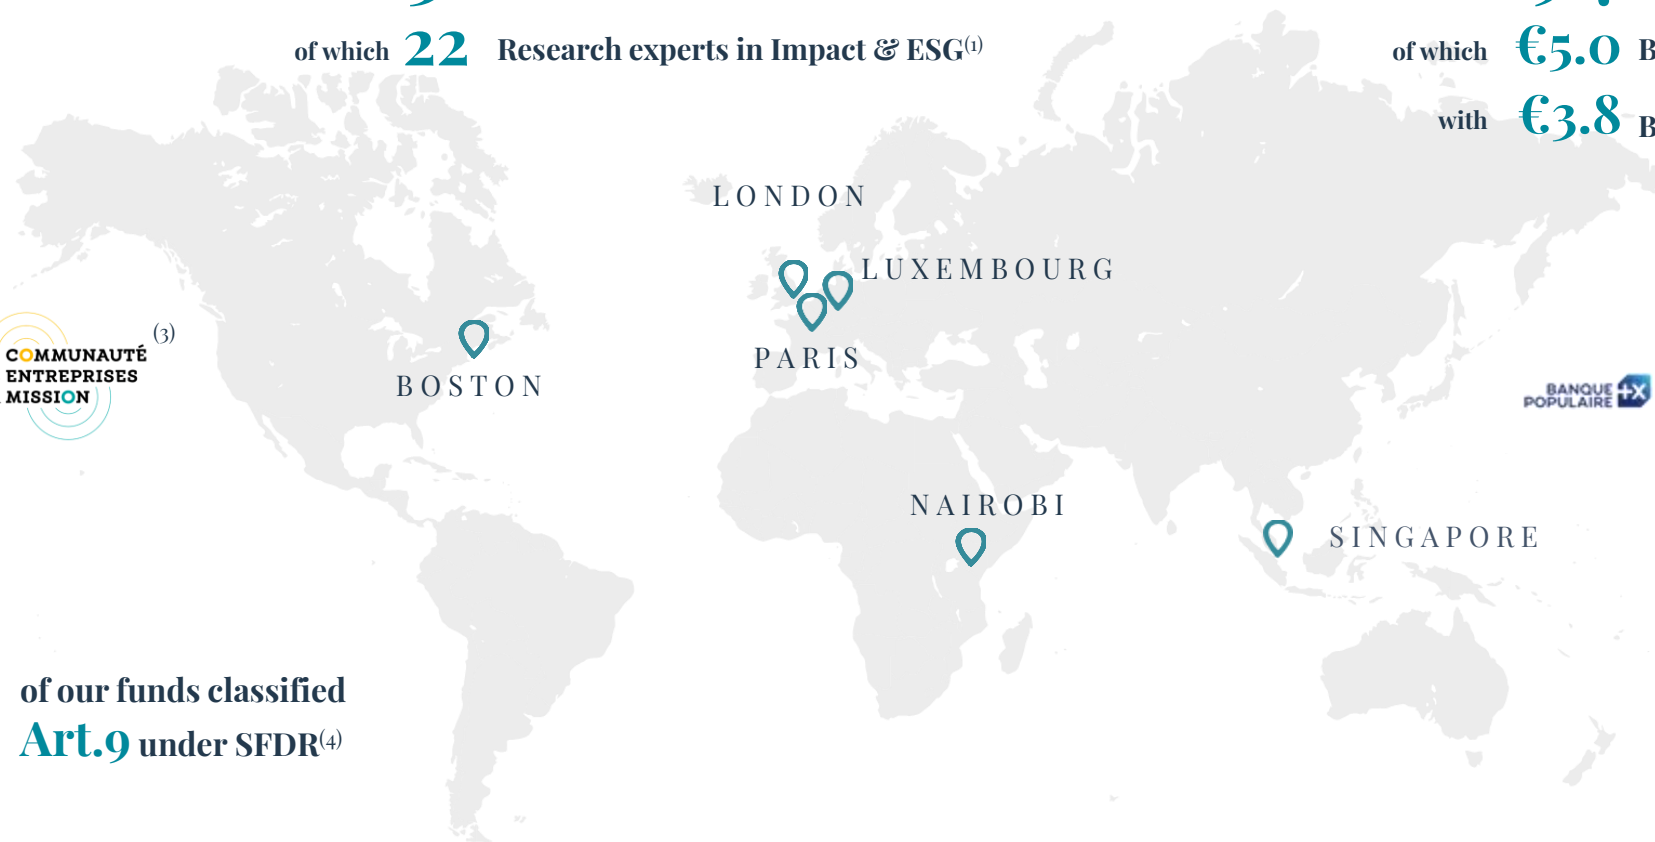 of which 22 Research experts in Impact & ESG(1)
of which €5.0 B
with €3.8 B
LONDON
LUXEMBOURG
(3)
COMMUNAUTÉ
ENTREPRISES
MISSION
PARIS
BOSTON
BANQUE
POPULAIRE
NAIROBI
SINGAPORE
of our funds classified
Art.9 under SFDR(4)